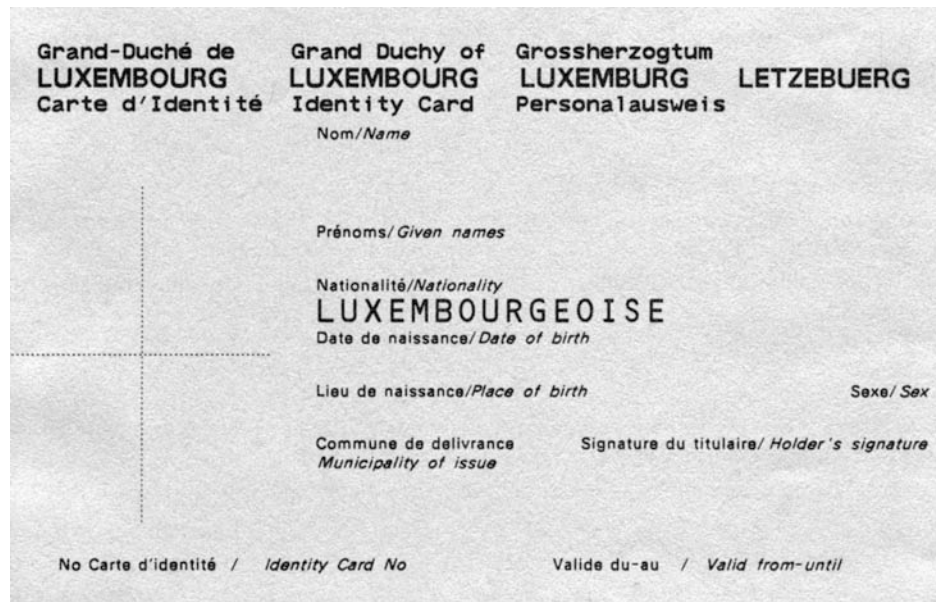 Grand-Duché de Grand Duchy of Grossherzogtum
LUXEMBOURG LUXEMBOURG LUXEMBURG LETZEBUERG
Carte d'Identité Identity Card Personalausweis
Nom/Name
Prénoms/Given names
Nationalité/Nationality
LUXEMBOURGEOISE
Date de naissance/Date of birth
Lieu de naissance/Place of birth Sexe/Sex
Commune de delivrance Signature du titulaire/Holder's signature
Municipality of issue
No Carte d'identité / Identity Card No Valide du-au / Valid from-until